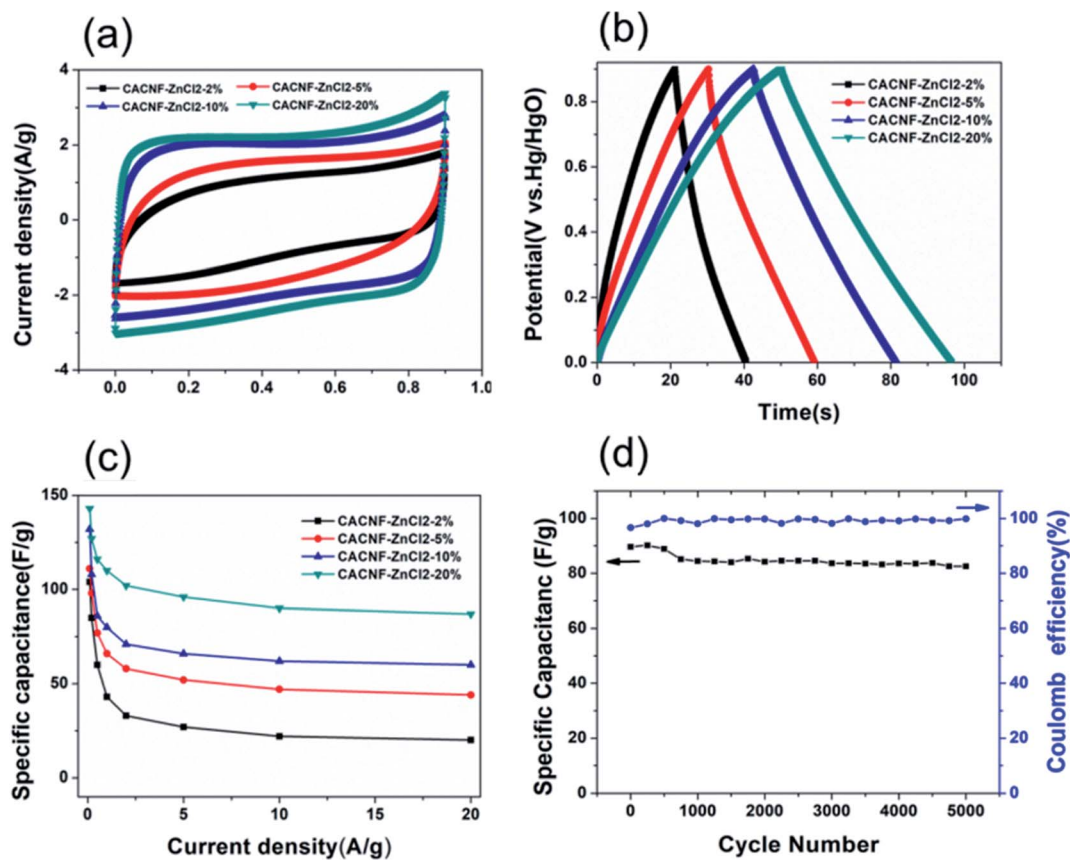 (a)
CACNF-ZnCl2-2% CACNF-ZnCl2-5%
CACNF-ZnCl2-10% CACNF-ZnCl2-20%
Current density(A/g)
4
2
0
-2
-4
0.0 0.2 0.4 0.6 0.8 1.0
(b)
CACNF-ZnCl2-2%
CACNF-ZnCl2-5%
CACNF-ZnCl2-10%
CACNF-ZnCl2-20%
Potential(V vs.Hg/HgO)
0.8
0.6
0.4
0.2
0.0
0 20 40 60 80 100
Time(s)
(c)
CACNF-ZnCl2-2%
CACNF-ZnCl2-5%
CACNF-ZnCl2-10%
CACNF-ZnCl2-20%
Specific capacitance(F/g)
150
100
50
0
0 5 10 15 20
Current density(A/g)
(d)
Specific Capacitanc (F/g)
100
80
60
40
20
0
0 1000 2000 3000 4000 5000
Cycle Number
100
80
60
40
20
0
Coulomb efficiency(%)